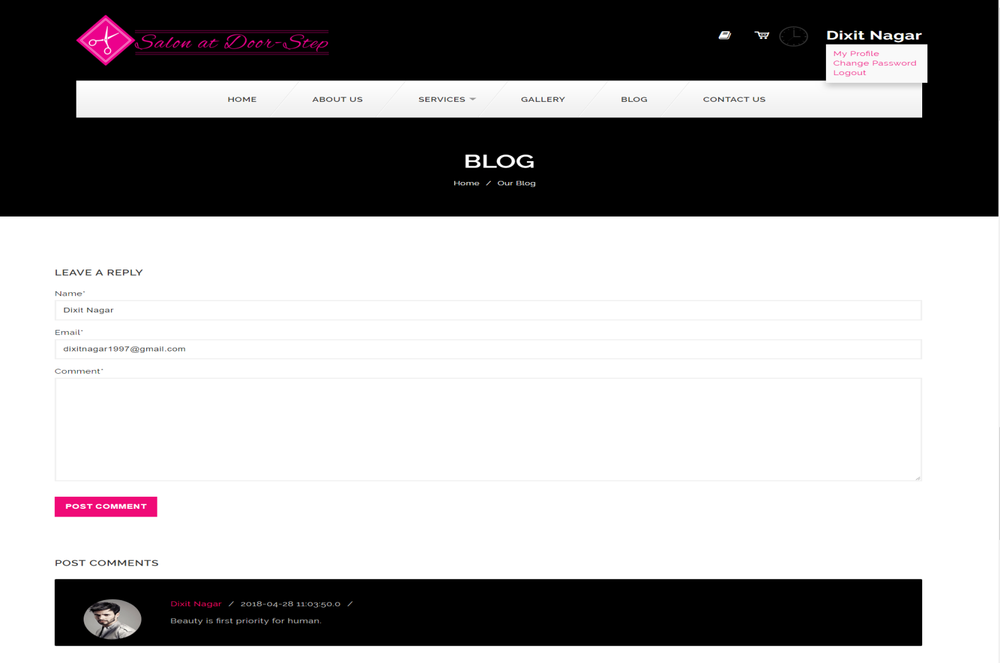 Salon at Door-Step
Dixit Nagar
My Profile
Change Password
Logout
HOME ABOUT US SERVICES GALLERY BLOG CONTACT US
BLOG
Home / Our Blog
LEAVE A REPLY
Name*
Dixit Nagar
Email*
dixitnagar1997@gmail.com
Comment*
POST COMMENT
POST COMMENTS
Dixit Nagar / 2018-04-28 11:03:50.0 /
Beauty is first priority for human.